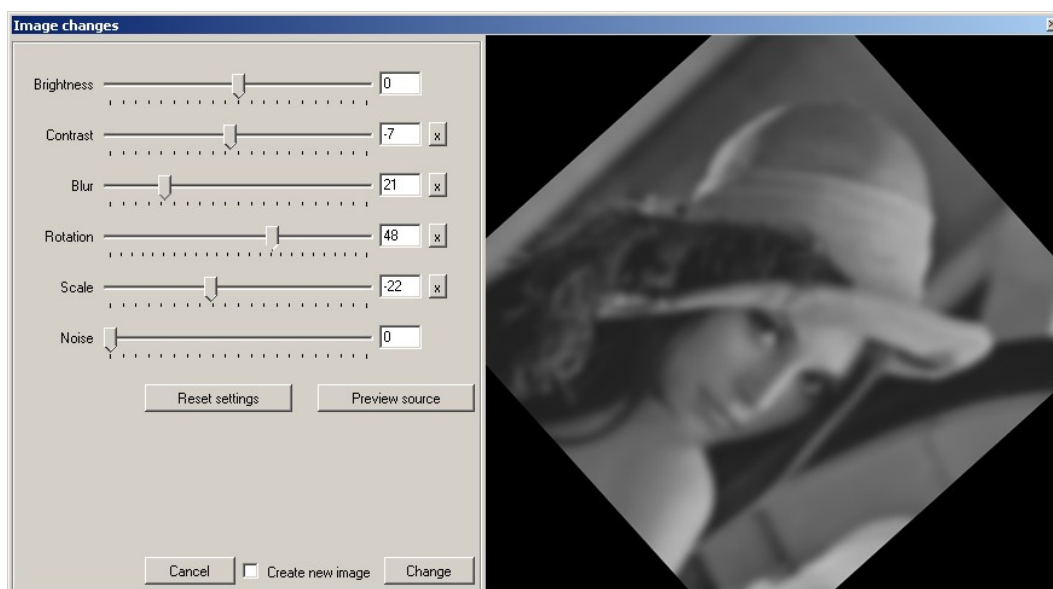 Image changes
Brightness 0
Contrast -7 x
Blur 21 x
Rotation 48 x
Scale -22 x
Noise 0
Reset settings Preview source
Cancel Create new image Change